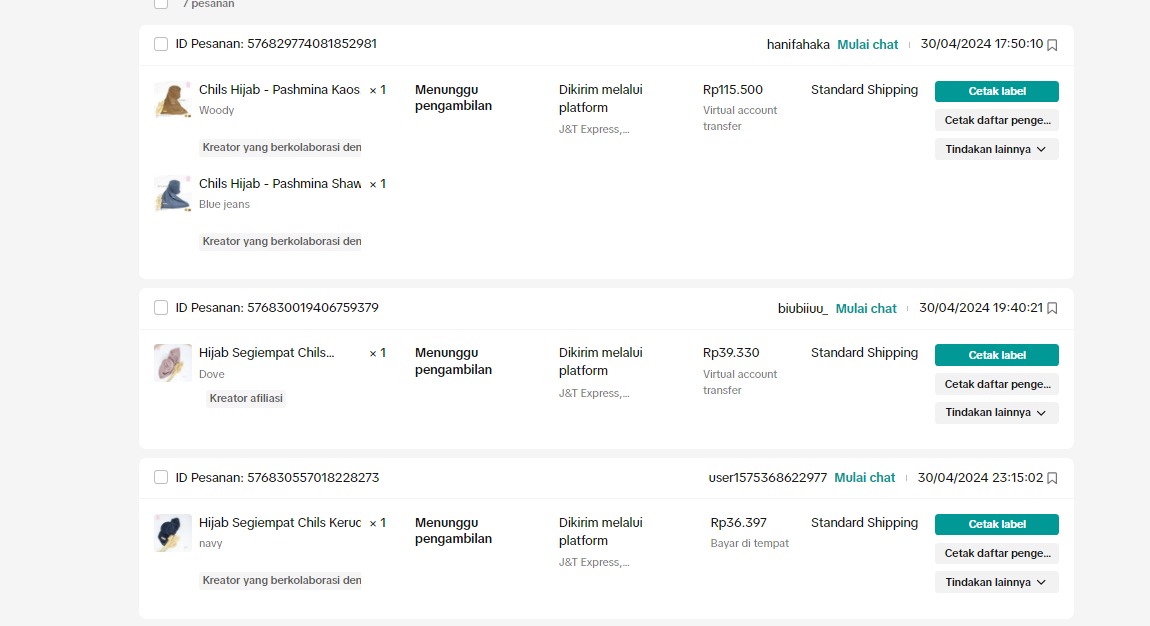 7 pesanan
ID Pesanan: 576829774081852981
hanifahaka Mulai chat 30/04/2024 17:50:10
Chils Hijab - Pashmina Kaos × 1
Woody
Kreator yang berkolaborasi den
Menunggu
pengambilan
Dikirim melalui
platform
J&T Express,...
Rp115.500
Virtual account
transfer
Standard Shipping
Cetak label
Cetak daftar penge...
Tindakan lainnya
Chils Hijab - Pashmina Shaw × 1
Blue jeans
Kreator yang berkolaborasi den
ID Pesanan: 576830019406759379
biubiiuu_ Mulai chat 30/04/2024 19:40:21
Hijab Segiempat Chils... × 1
Dove
Kreator afiliasi
Menunggu
pengambilan
Dikirim melalui
platform
J&T Express,...
Rp39.330
Virtual account
transfer
Standard Shipping
Cetak label
Cetak daftar penge...
Tindakan lainnya
ID Pesanan: 576830557018228273
user1575368622977 Mulai chat 30/04/2024 23:15:02
Hijab Segiempat Chils Keruc × 1
navy
Kreator yang berkolaborasi den
Menunggu
pengambilan
Dikirim melalui
platform
J&T Express,...
Rp36.397
Bayar di tempat
Standard Shipping
Cetak label
Cetak daftar penge...
Tindakan lainnya